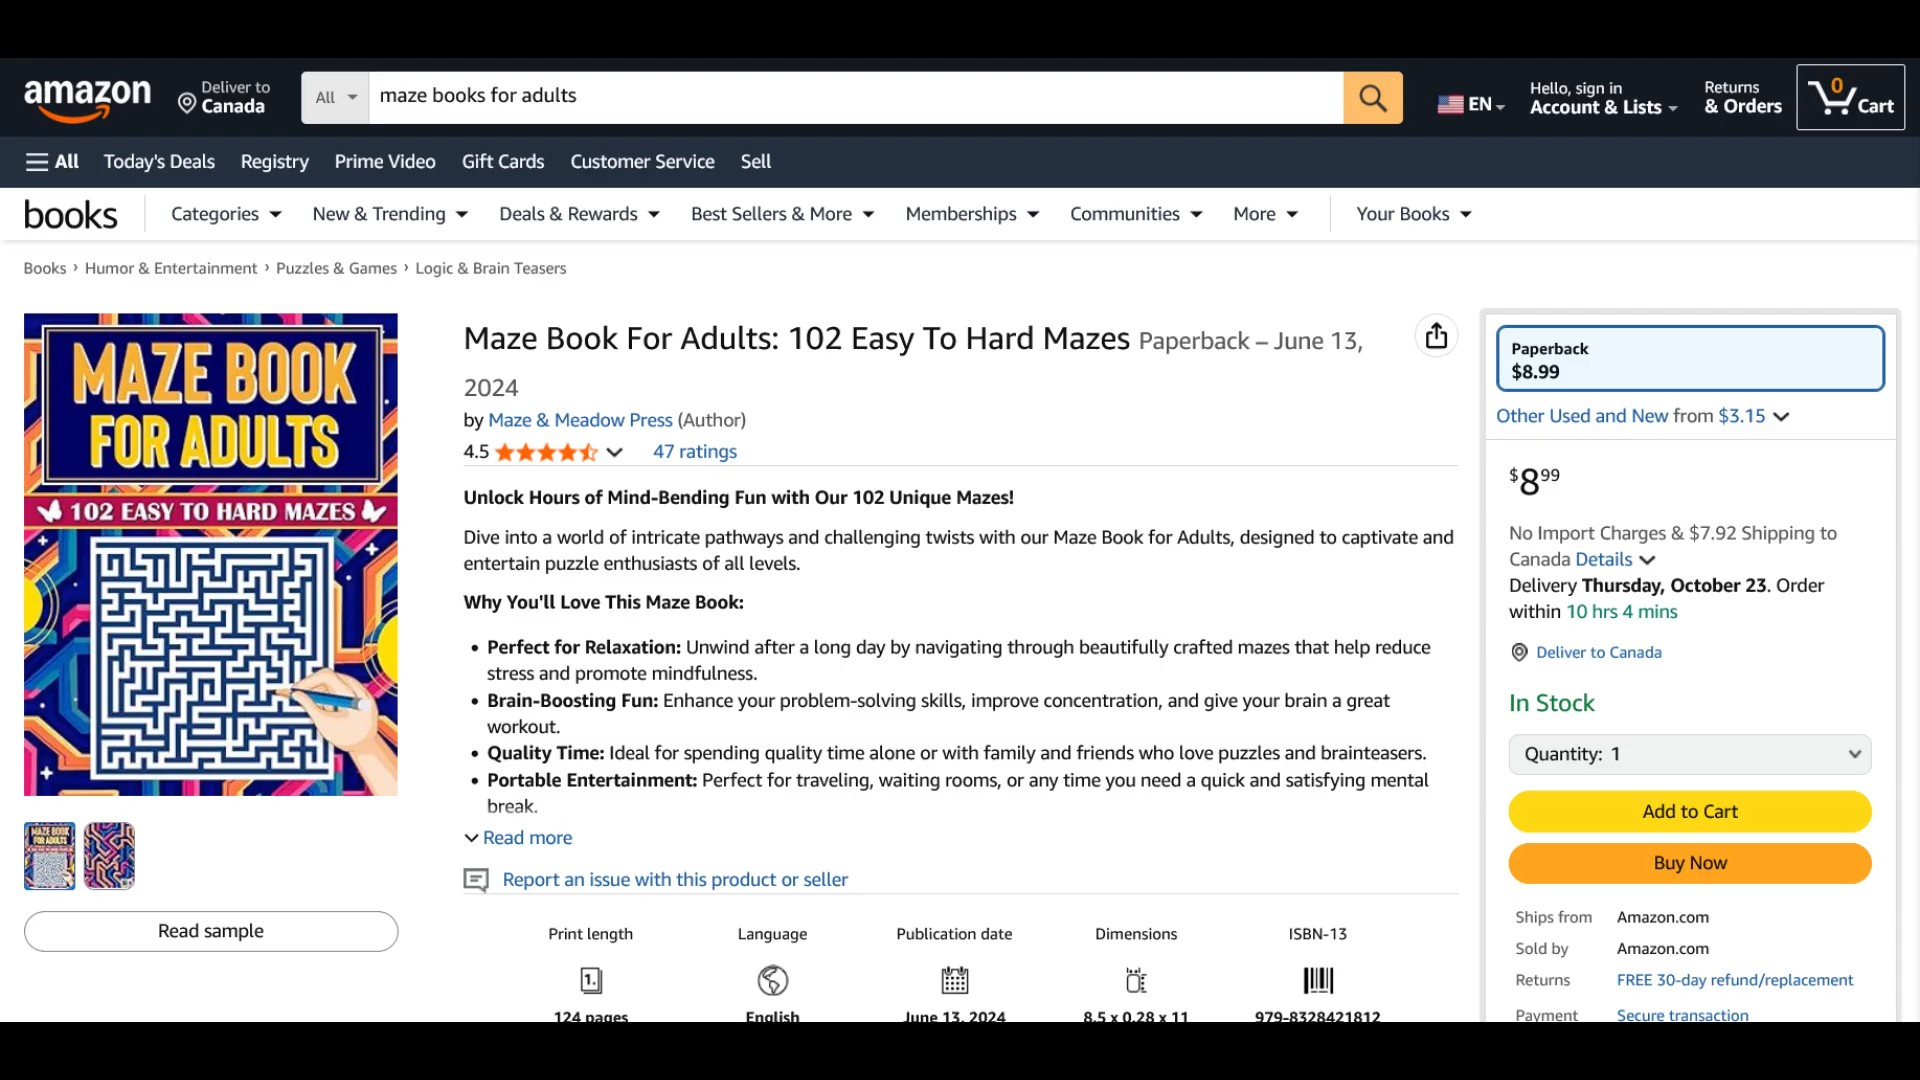 amazon
Deliver to
Canada
All
maze books for adults
EN
Hello, sign in
Account & Lists
Returns
& Orders
0
Cart
All
Today's Deals
Registry
Prime Video
Gift Cards
Customer Service
Sell
books
Categories
New & Trending
Deals & Rewards
Best Sellers & More
Memberships
Communities
More
Your Books
Books › Humor & Entertainment › Puzzles & Games › Logic & Brain Teasers
MAZE BOOK
FOR ADULTS
102 EASY TO HARD MAZES
MAZE BOOK
FOR ADULTS
Read sample
Maze Book For Adults: 102 Easy To Hard Mazes Paperback – June 13,
2024
by Maze & Meadow Press (Author)
4.5
47 ratings
Unlock Hours of Mind-Bending Fun with Our 102 Unique Mazes!
Dive into a world of intricate pathways and challenging twists with our Maze Book for Adults, designed to captivate and
entertain puzzle enthusiasts of all levels.
Why You'll Love This Maze Book:
• Perfect for Relaxation: Unwind after a long day by navigating through beautifully crafted mazes that help reduce
stress and promote mindfulness.
• Brain-Boosting Fun: Enhance your problem-solving skills, improve concentration, and give your brain a great
workout.
• Quality Time: Ideal for spending quality time alone or with family and friends who love puzzles and brainteasers.
• Portable Entertainment: Perfect for traveling, waiting rooms, or any time you need a quick and satisfying mental
break.
Read more
Report an issue with this product or seller
Print length
Language
Publication date
Dimensions
ISBN-13
1.
124 pages
English
June 13, 2024
8.5 x 0.28 x 11
979-8328421812
Paperback
$8.99
Other Used and New from $3.15
$8.99
No Import Charges & $7.92 Shipping to
Canada Details
Delivery Thursday, October 23. Order
within 10 hrs 4 mins
Deliver to Canada
In Stock
Quantity: 1
Add to Cart
Buy Now
Ships from Amazon.com
Sold by Amazon.com
Returns FREE 30-day refund/replacement
Payment Secure transaction